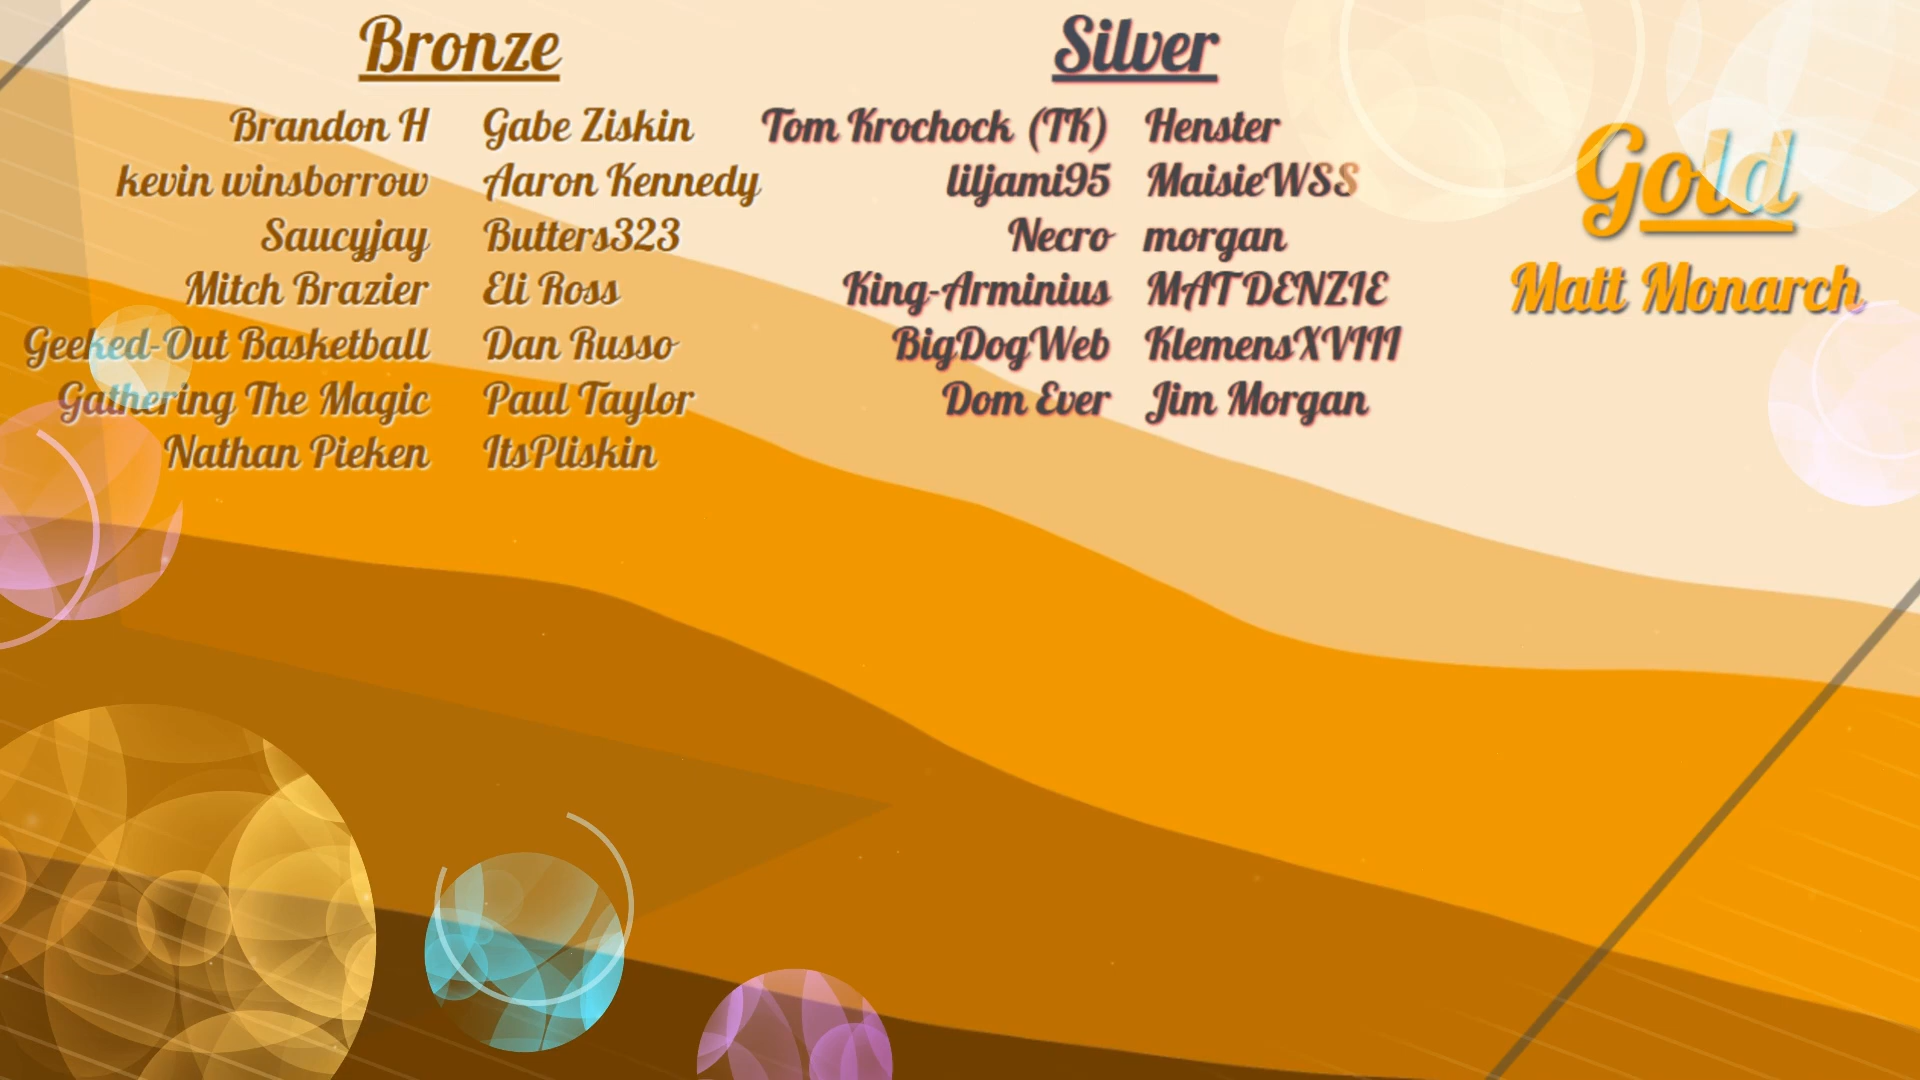 Bronze
Brandon H Gabe Ziskin
kevin winsborrow Aaron Kennedy
Saucyjay Butters323
Mitch Brazier Eli Ross
Geeked-Out Basketball Dan Russo
Gathering The Magic Paul Taylor
Nathan Pieken ItsPliskin
Silver
Tom Krochock (TK) Henster
liljami95 MaisieWSS
Necro morgan
King-Arminius MAT DENZIE
BigDogWeb KlemensXVIII
Dom Ever Jim Morgan
Gold
Matt Monarch